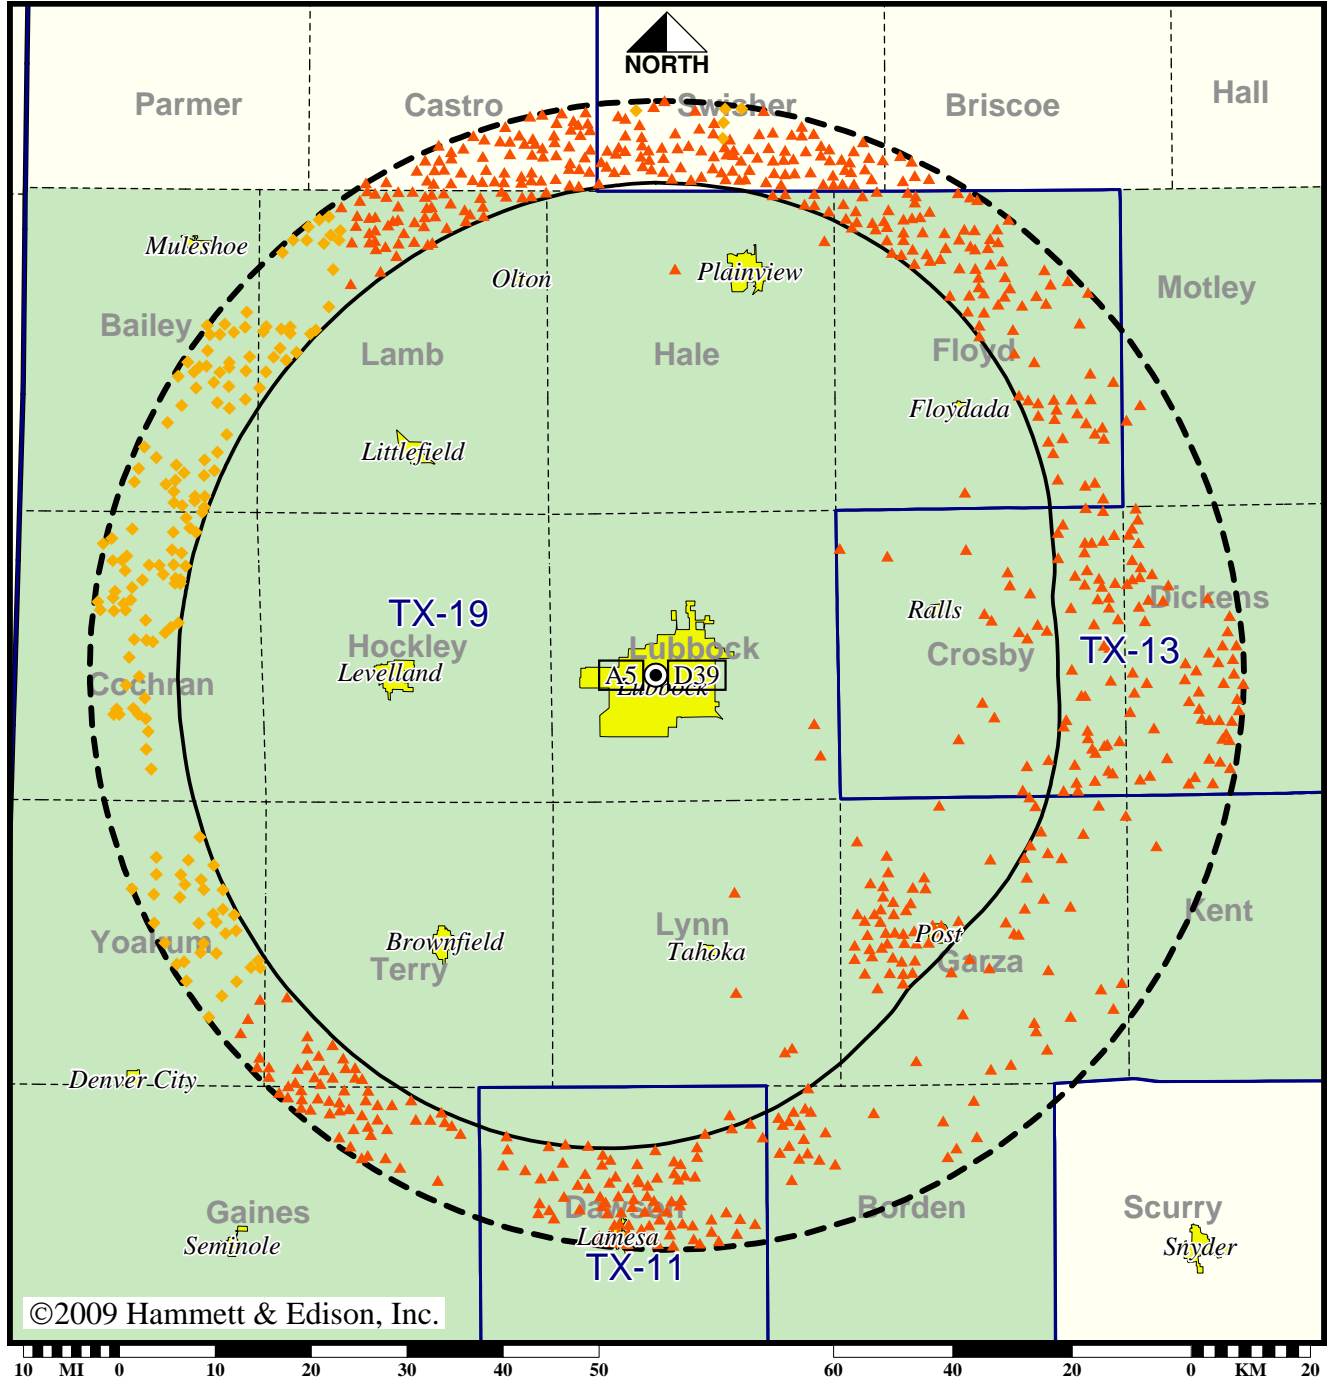 NORTH
Parmer
Castro
Swisher
Briscoe
Hall
Muleshoe
Olton
Plainview
Motley
Bailey
Lamb
Hale
Floyd
Floydada
Littlefield
TX-19
Ralls
Dickens
Hockley
Lubbock
Crosby
TX-13
Levelland
A5
D39
Lubbock
Cochran
Yoakum
Brownfield
Terry
Lynn
Tahoka
Post
Garza
Kent
Denver City
Gaines
Seminole
Dawson
Lamesa
TX-11
Borden
Scurry
Snyder
©2009 Hammett & Edison, Inc.
10 MI 0 10 20 30 40 50 60 40 20 0 KM 20